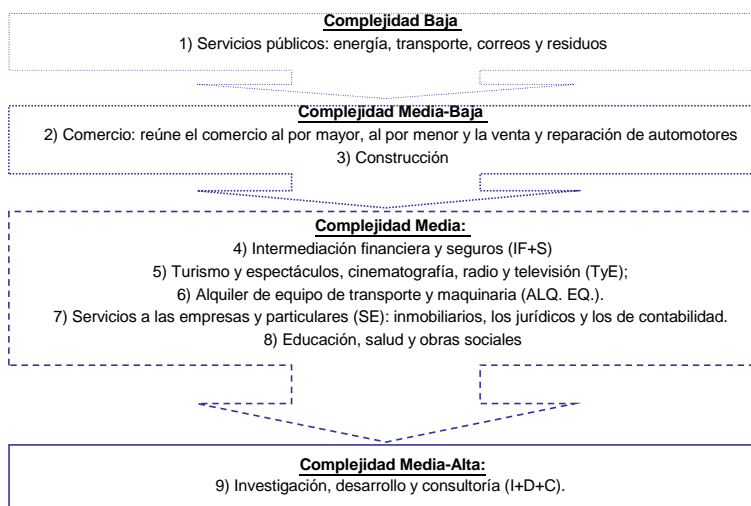 Complejidad Baja
1) Servicios públicos: energía, transporte, correos y residuos
Complejidad Media-Baja
2) Comercio: reúne el comercio al por mayor, al por menor y la venta y reparación de automotores
3) Construcción
Complejidad Media:
4) Intermediación financiera y seguros (IF+S)
5) Turismo y espectáculos, cinematografía, radio y televisión (TyE);
6) Alquiler de equipo de transporte y maquinaria (ALQ. EQ.).
7) Servicios a las empresas y particulares (SE): inmobiliarios, los jurídicos y los de contabilidad.
8) Educación, salud y obras sociales
Complejidad Media-Alta:
9) Investigación, desarrollo y consultoría (I+D+C).